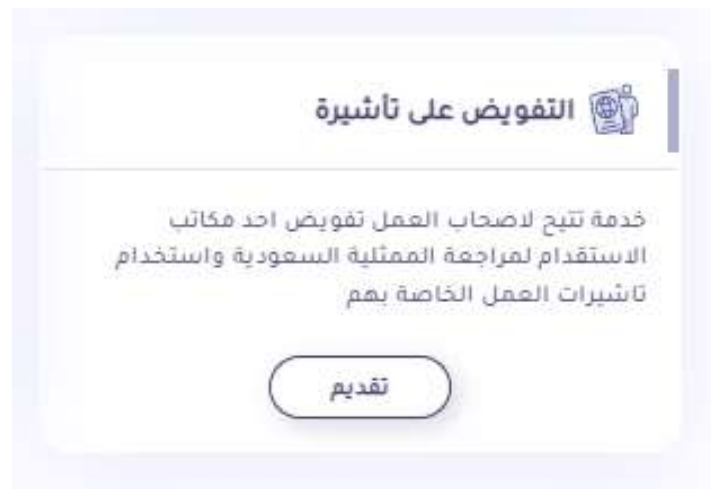 التفويض على تأشيرة
خدمة تتيح لاصحاب العمل تفويض احد مكاتب
الاستقدام لمراجعة الممثلية السعودية واستخدام
تاشيرات العمل الخاصة بهم
تقديم